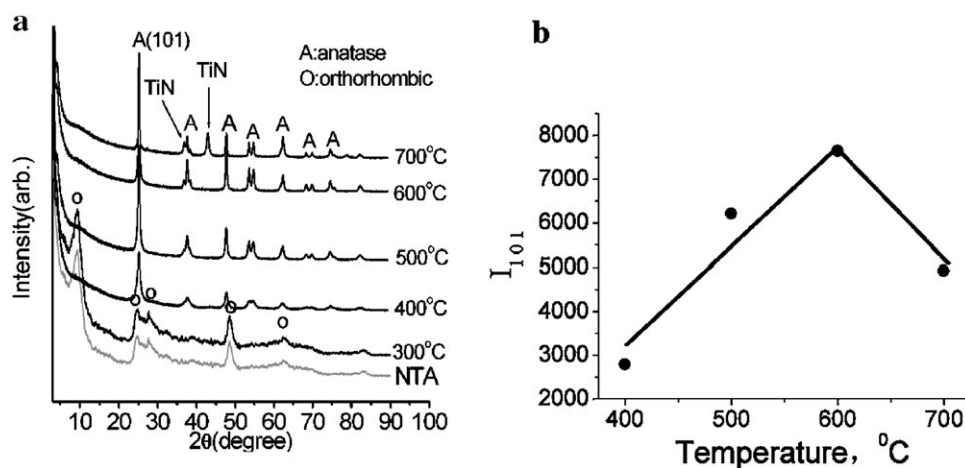 a
A(101)
TiN
TiN
A:anatase
O:orthorhombic
A A A A A A
700°C
600°C
500°C
400°C
300°C
NTA
o
o o o o
Intensity(arb.)
10 20 30 40 50 60 70 80 90 100
2θ(degree)
b
8000
7000
6000
5000
4000
3000
2000
I101
400 500 600 700
Temperature, ⁰C